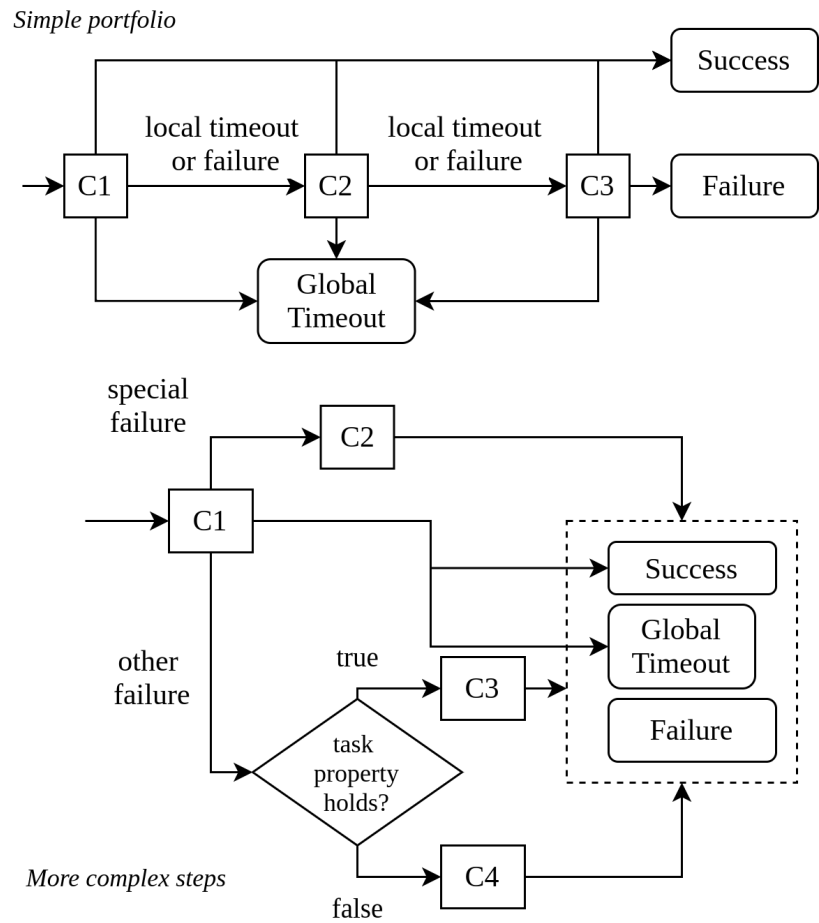 Simple portfolio
Success
local timeout
or failure
local timeout
or failure
C1
C2
C3
Failure
Global
Timeout
special
failure
C2
C1
Success
Global
Timeout
other
failure
true
C3
Failure
task
property
holds?
C4
More complex steps
false